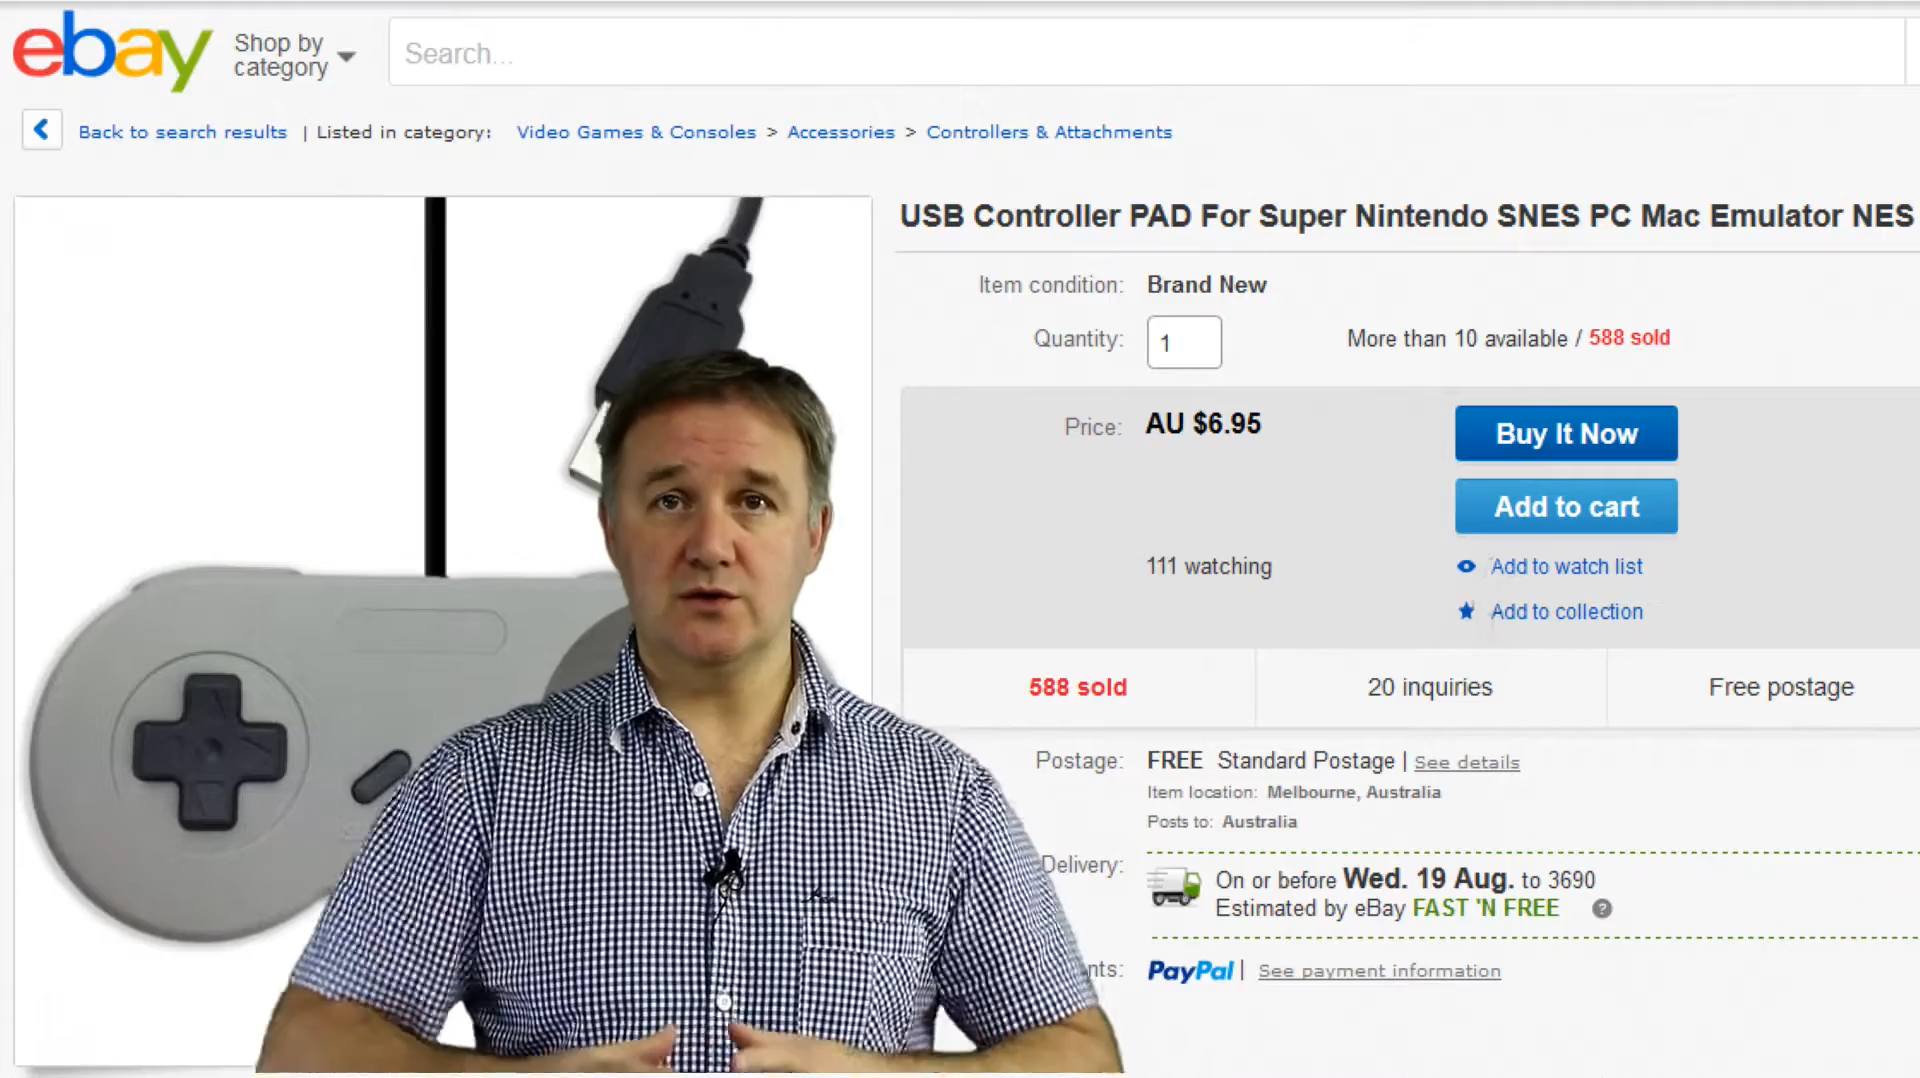 ebay
Shop by
category
Search...
Back to search results | Listed in category: Video Games & Consoles > Accessories > Controllers & Attachments
USB Controller PAD For Super Nintendo SNES PC Mac Emulator NES
Item condition: Brand New
Quantity: 1 More than 10 available / 588 sold
Price: AU $6.95
Buy It Now
Add to cart
111 watching
Add to watch list
Add to collection
588 sold 20 inquiries Free postage
Postage: FREE Standard Postage | See details
Item location: Melbourne, Australia
Posts to: Australia
Delivery: On or before Wed. 19 Aug. to 3690
Estimated by eBay FAST 'N FREE ?
nts: PayPal | See payment information